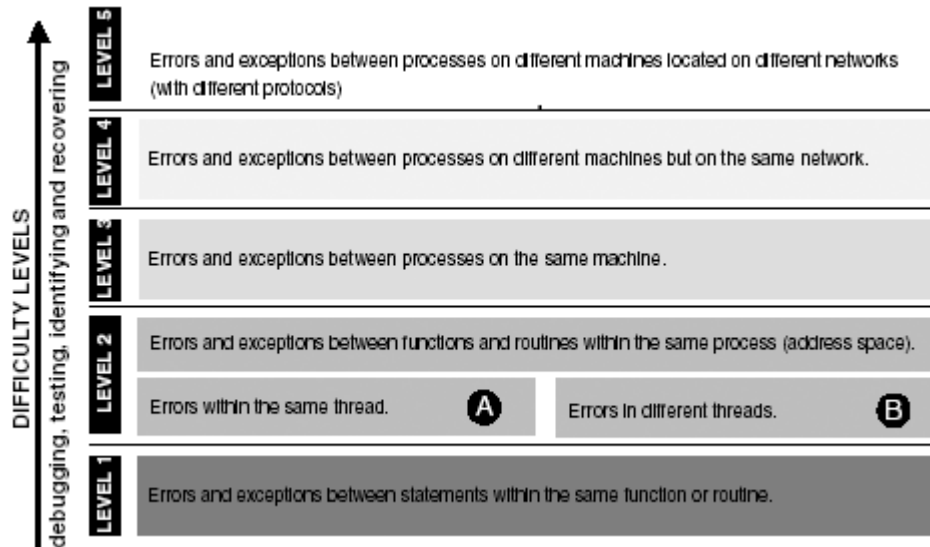 DIFFICULTY LEVELS
debugging, testing, identifying and recovering
LEVEL 5
Errors and exceptions between processes on different machines located on different networks
(with different protocols)
LEVEL 4
Errors and exceptions between processes on different machines but on the same network.
LEVEL 3
Errors and exceptions between processes on the same machine.
LEVEL 2
Errors and exceptions between functions and routines within the same process (address space).
Errors within the same thread. A
Errors in different threads. B
LEVEL 1
Errors and exceptions between statements within the same function or routine.